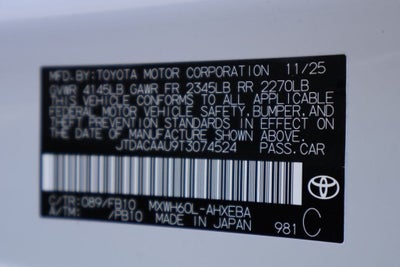 MFD. BY: TOYOTA MOTOR CORPORATION 11/25
GVWR 4145LB GAWR FR 2345LB RR 2270LB
THIS VEHICLE CONFORMS TO ALL APPLICABLE
FEDERAL MOTOR VEHICLE SAFETY, BUMPER, AND
THEFT PREVENTION STANDARDS IN EFFECT ON
THE DATE OF MANUFACTURE SHOWN ABOVE.
JTDACAAU9T3074524 PASS.CAR
C/TR: 089/FB10 MXWH60L-AHXEBA
A/TM: /PB10 MADE IN JAPAN 981 C
TOYOTA